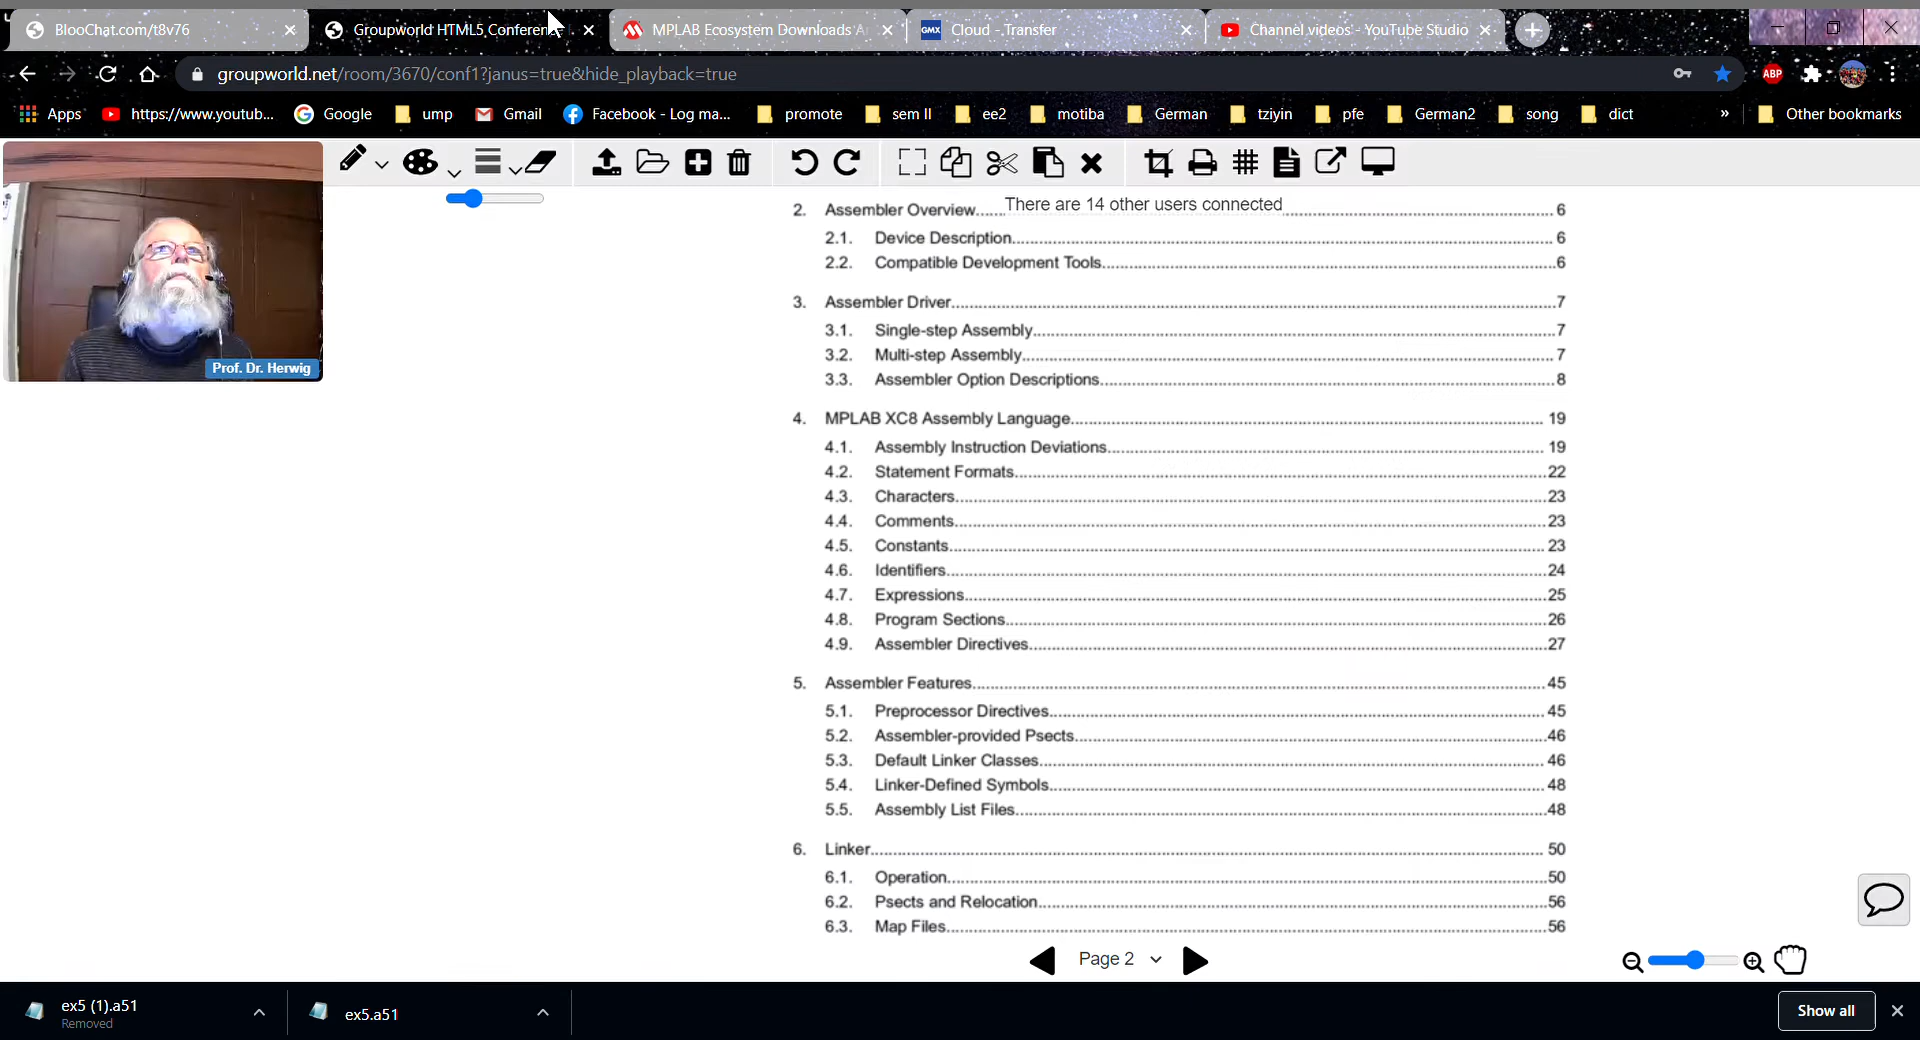 BlooChat.com/t8v76
Groupworld HTML5 Conferen
MPLAB Ecosystem Downloads A
GMX Cloud - Transfer
Channel videos - YouTube Studio
groupworld.net/room/3670/conf1?janus=true&hide_playback=true
ABP
Apps https://www.youtub... Google ump Gmail Facebook - Log ma... promote sem II ee2 motiba German tziyin pfe German2 song dict » Other bookmarks
There are 14 other users connected
Prof. Dr. Herwig
2. Assembler Overview 6
2.1. Device Description 6
2.2. Compatible Development Tools 6
3. Assembler Driver 7
3.1. Single-step Assembly 7
3.2. Multi-step Assembly 7
3.3. Assembler Option Descriptions 8
4. MPLAB XC8 Assembly Language 19
4.1. Assembly Instruction Deviations 19
4.2. Statement Formats 22
4.3. Characters 23
4.4. Comments 23
4.5. Constants 23
4.6. Identifiers 24
4.7. Expressions 25
4.8. Program Sections 26
4.9. Assembler Directives 27
5. Assembler Features 45
5.1. Preprocessor Directives 45
5.2. Assembler-provided Psects 46
5.3. Default Linker Classes 46
5.4. Linker-Defined Symbols 48
5.5. Assembly List Files 48
6. Linker 50
6.1. Operation 50
6.2. Psects and Relocation 56
6.3. Map Files 56
Page 2
ex5 (1).a51
Removed
ex5.a51
Show all